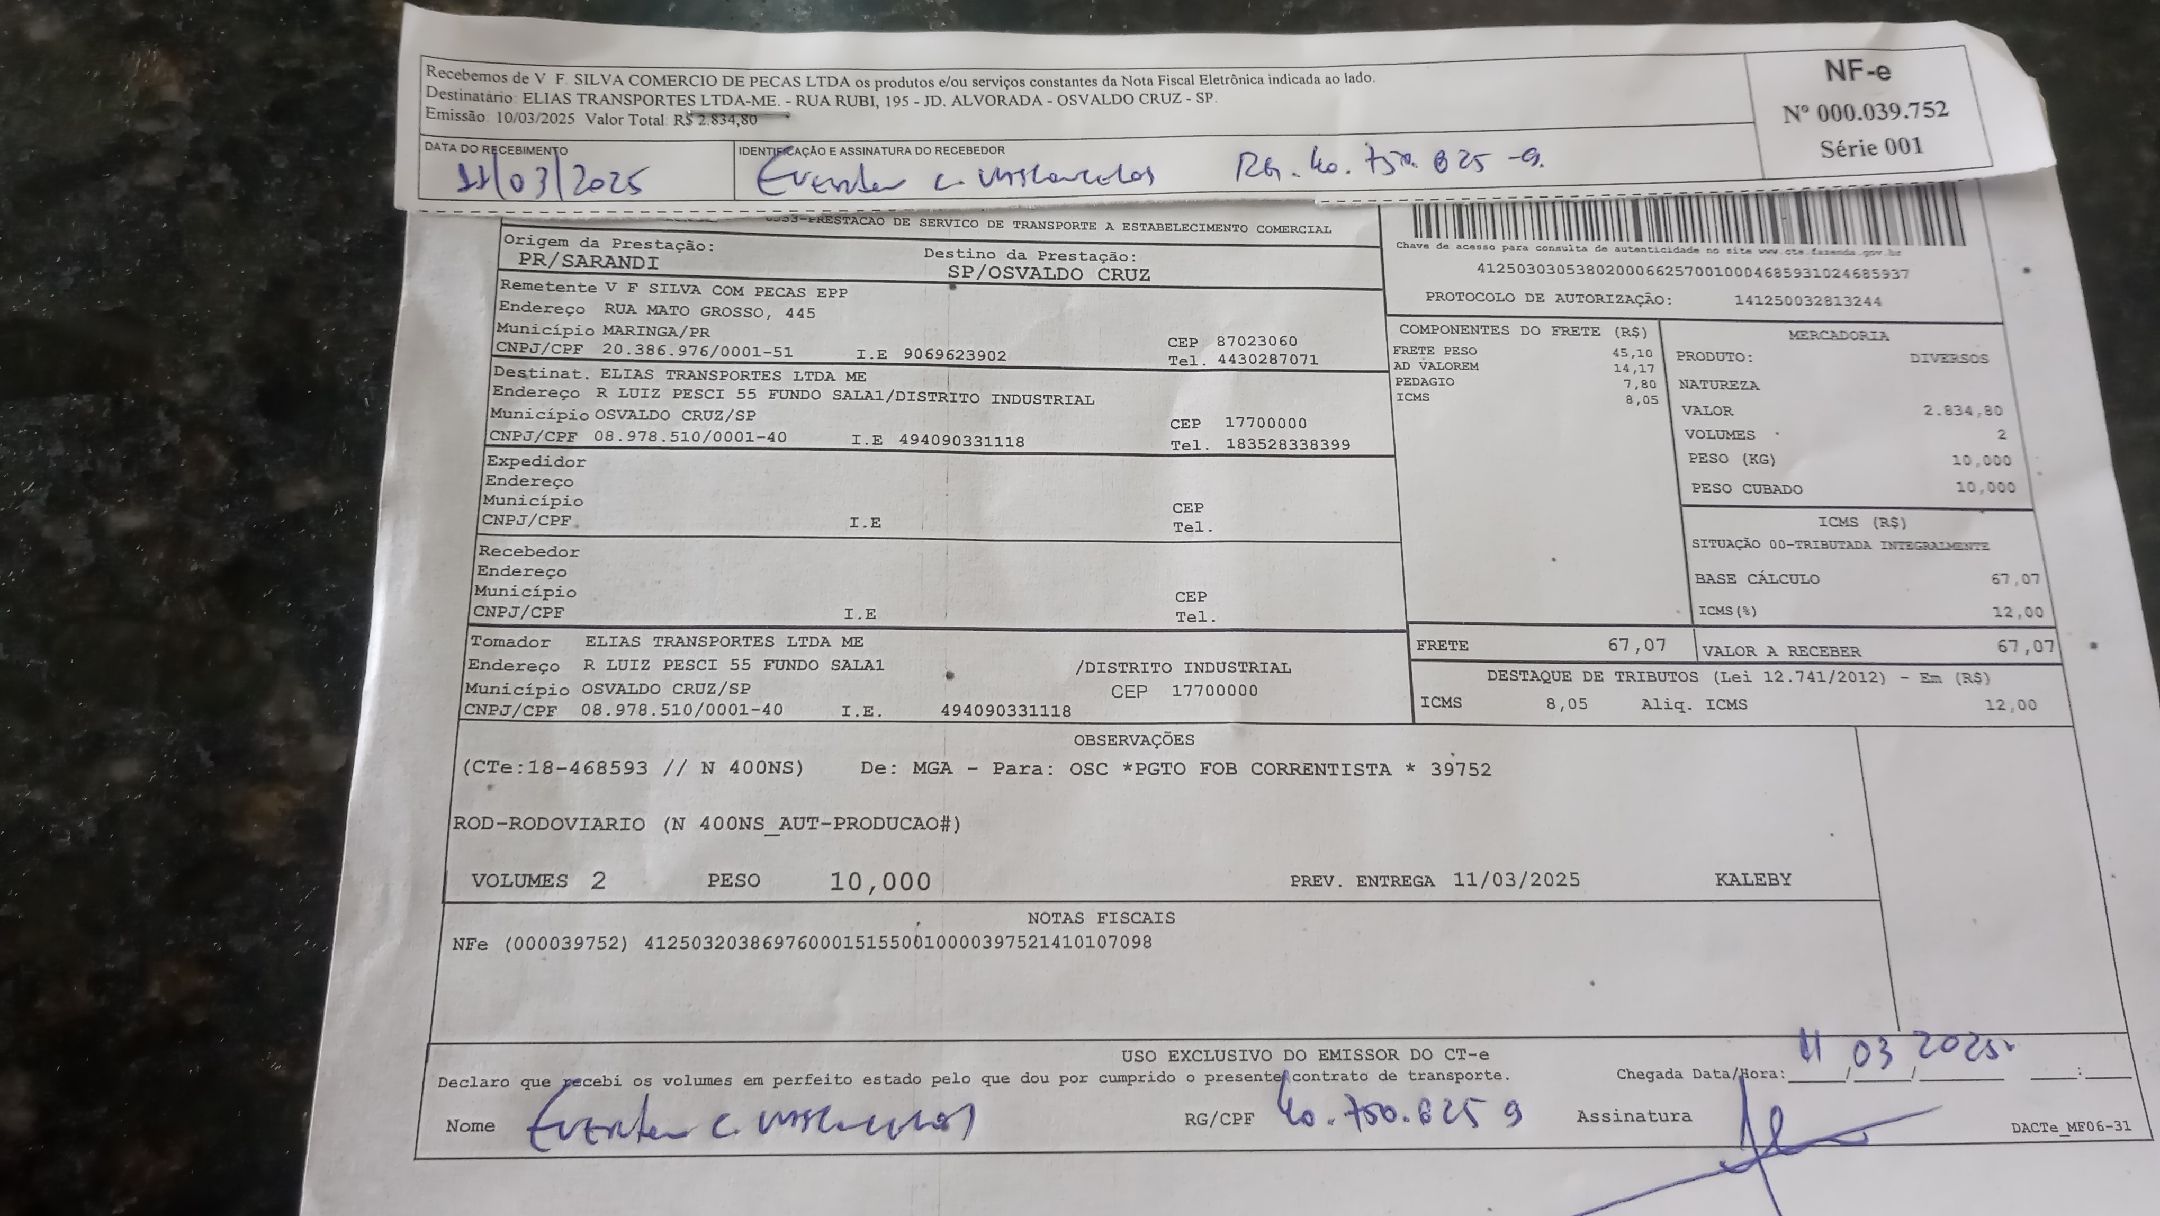 Recebemos de V F. SILVA COMERCIO DE PECAS LTDA os produtos e/ou serviços constantes da Nota Fiscal Eletrônica indicada ao lado.
Destinatário: ELIAS TRANSPORTES LTDA-ME. - RUA RUBI, 195 - JD. ALVORADA - OSVALDO CRUZ - SP.
Emissão: 10/03/2025 Valor Total: R$ 2.834,80
NF-e
Nº 000.039.752
Série 001
DATA DO RECEBIMENTO
11/03/2025
IDENTIFICAÇÃO E ASSINATURA DO RECEBEDOR
RG. 40.750.825-9.
PRESTACAO DE SERVICO DE TRANSPORTE A ESTABELECIMENTO COMERCIAL
Origem da Prestação:
PR/SARANDI
Destino da Prestação:
SP/OSVALDO CRUZ
Chave de acesso para consulta de autenticidade no site www.cte.fazenda.gov.br
41250303053802000662570010004685931024685937
PROTOCOLO DE AUTORIZAÇÃO: 141250032813244
Remetente V F SILVA COM PECAS EPP
Endereço RUA MATO GROSSO, 445
Município MARINGA/PR CEP 87023060
CNPJ/CPF 20.386.976/0001-51 I.E 9069623902 Tel. 4430287071
Destinat. ELIAS TRANSPORTES LTDA ME
Endereço R LUIZ PESCI 55 FUNDO SALA1/DISTRITO INDUSTRIAL
Município OSVALDO CRUZ/SP CEP 17700000
CNPJ/CPF 08.978.510/0001-40 I.E 494090331118 Tel. 183528338399
Expedidor
Endereço
Município CEP
CNPJ/CPF I.E Tel.
Recebedor
Endereço
Município CEP
CNPJ/CPF I.E Tel.
Tomador ELIAS TRANSPORTES LTDA ME
Endereço R LUIZ PESCI 55 FUNDO SALA1 /DISTRITO INDUSTRIAL
Município OSVALDO CRUZ/SP CEP 17700000
CNPJ/CPF 08.978.510/0001-40 I.E. 494090331118
COMPONENTES DO FRETE (R$)
FRETE PESO 45,10
AD VALOREM 14,17
PEDAGIO 7,80
ICMS 8,05
MERCADORIA
PRODUTO: DIVERSOS
NATUREZA
VALOR 2.834,80
VOLUMES 2
PESO (KG) 10,000
PESO CUBADO 10,000
ICMS (R$)
SITUAÇÃO 00-TRIBUTADA INTEGRALMENTE
BASE CÁLCULO 67,07
ICMS(%) 12,00
FRETE 67,07 VALOR A RECEBER 67,07
DESTAQUE DE TRIBUTOS (Lei 12.741/2012) - Em (R$)
ICMS 8,05 Aliq. ICMS 12,00
OBSERVAÇÕES
(CTe:18-468593 // N 400NS) De: MGA - Para: OSC *PGTO FOB CORRENTISTA * 39752
ROD-RODOVIARIO (N 400NS_AUT-PRODUCAO#)
VOLUMES 2 PESO 10,000 PREV. ENTREGA 11/03/2025 KALEBY
NOTAS FISCAIS
NFe (000039752) 41250320386976000151550010000397521410107098
USO EXCLUSIVO DO EMISSOR DO CT-e
Declaro que recebi os volumes em perfeito estado pelo que dou por cumprido o presente contrato de transporte.
Chegada Data/Hora: 11/03/2025 ___:___
Nome
RG/CPF 40.750.825 9
Assinatura
DACTe_MF06-31